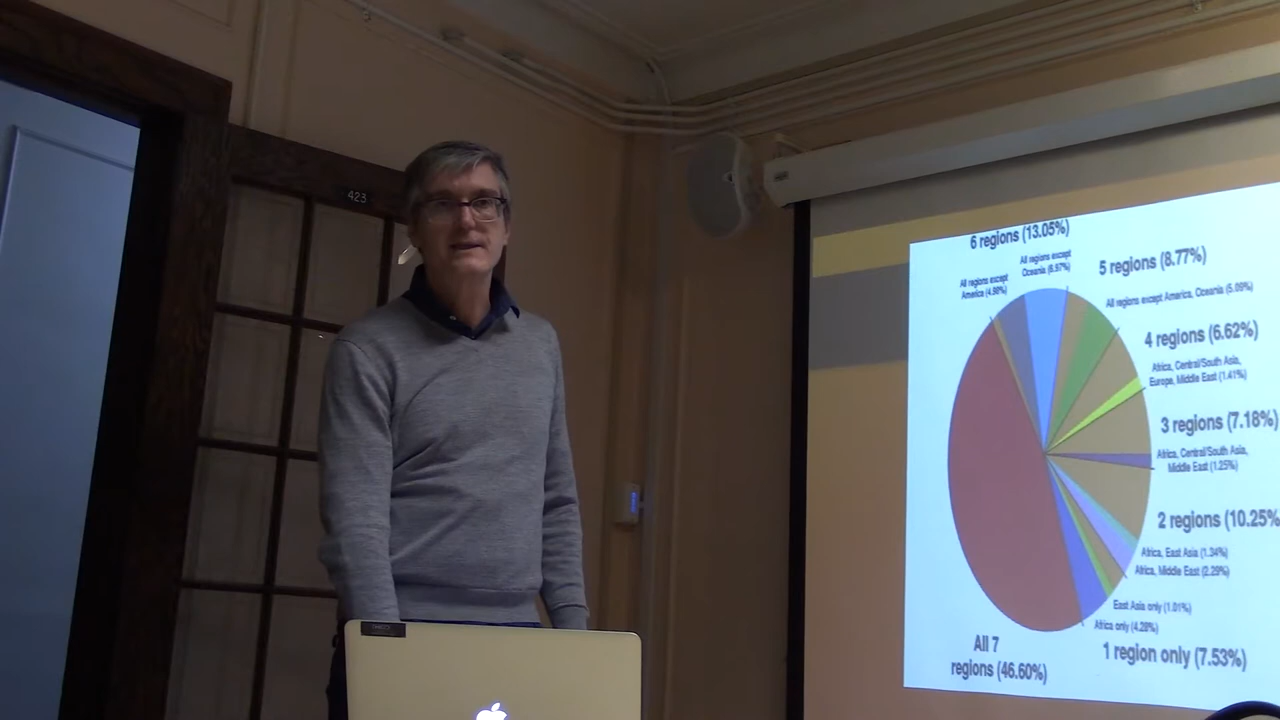 423
6 regions (13.05%)
All regions except
Oceania (6.97%)
All regions except
America (4.98%)
5 regions (8.77%)
All regions except America, Oceania (5.09%)
4 regions (6.62%)
Africa, Central/South Asia,
Europe, Middle East (1.41%)
3 regions (7.18%)
Africa, Central/South Asia,
Middle East (1.25%)
2 regions (10.25%
Africa, East Asia (1.34%)
Africa, Middle East (2.29%)
East Asia only (1.01%)
Africa only (4.28%)
1 region only (7.53%)
All 7
regions (46.60%)